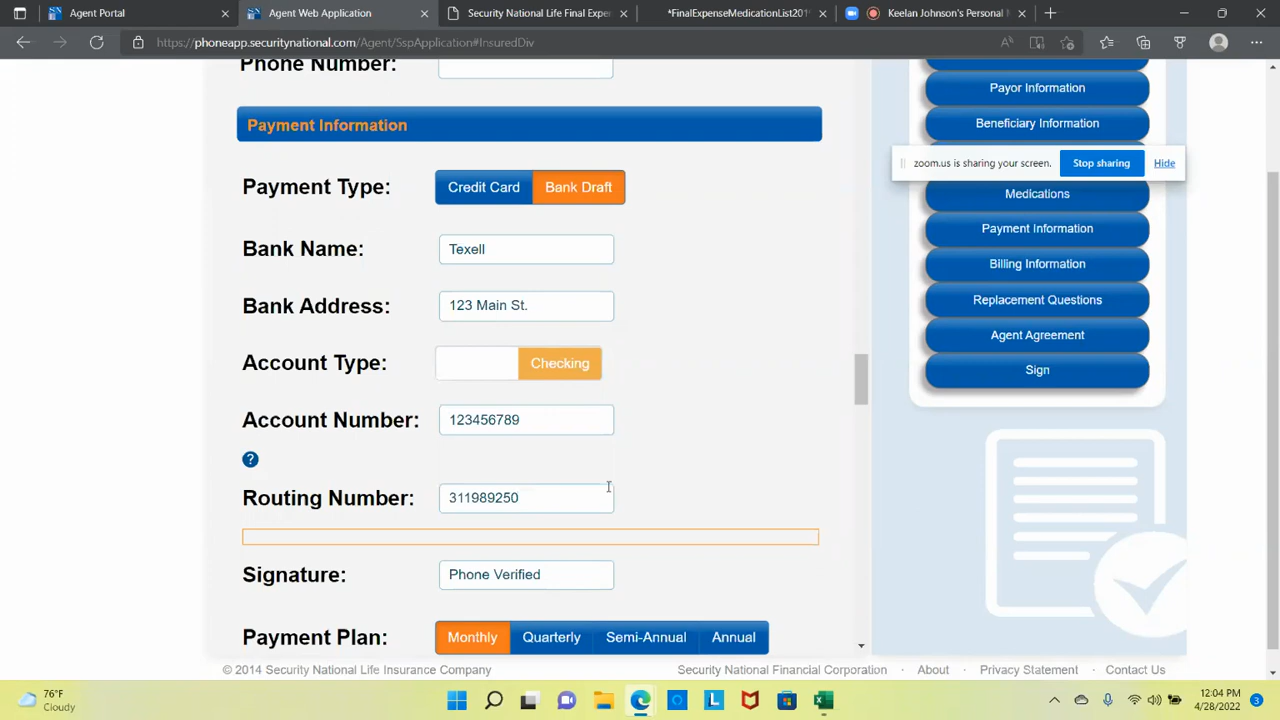 Agent Portal
Agent Web Application
Security National Life Final Expe
*FinalExpenseMedicationList201
Keelan Johnson's Personal
https://phoneapp.securitynational.com/Agent/SspApplication#InsuredDiv
Phone Number:
Payment Information
Payment Type:
Credit Card
Bank Draft
Bank Name:
Texell
Bank Address:
123 Main St.
Account Type:
Checking
Account Number:
123456789
?
Routing Number:
311989250
Signature:
Phone Verified
Payment Plan:
Monthly
Quarterly
Semi-Annual
Annual
Payor Information
Beneficiary Information
zoom.us is sharing your screen.
Stop sharing
Hide
Medications
Payment Information
Billing Information
Replacement Questions
Agent Agreement
Sign
© 2014 Security National Life Insurance Company
Security National Financial Corporation · About · Privacy Statement · Contact Us
76°F
Cloudy
L
12:04 PM
4/28/2022
3